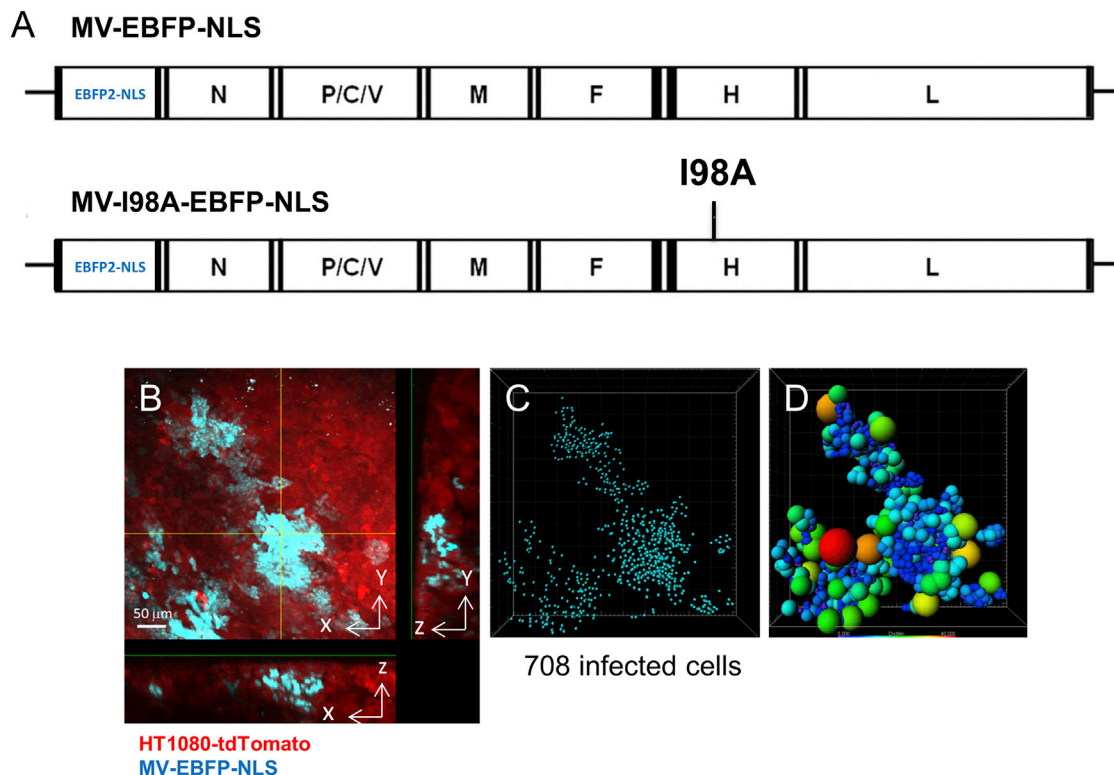 A
MV-EBFP-NLS
EBFP2-NLS N P/C/V M F H L
I98A
MV-I98A-EBFP-NLS
EBFP2-NLS N P/C/V M F H L
B
50 μm
X
Y
Z
Y
Z
X
C
D
DistMin
708 infected cells
HT1080-tdTomato
MV-EBFP-NLS